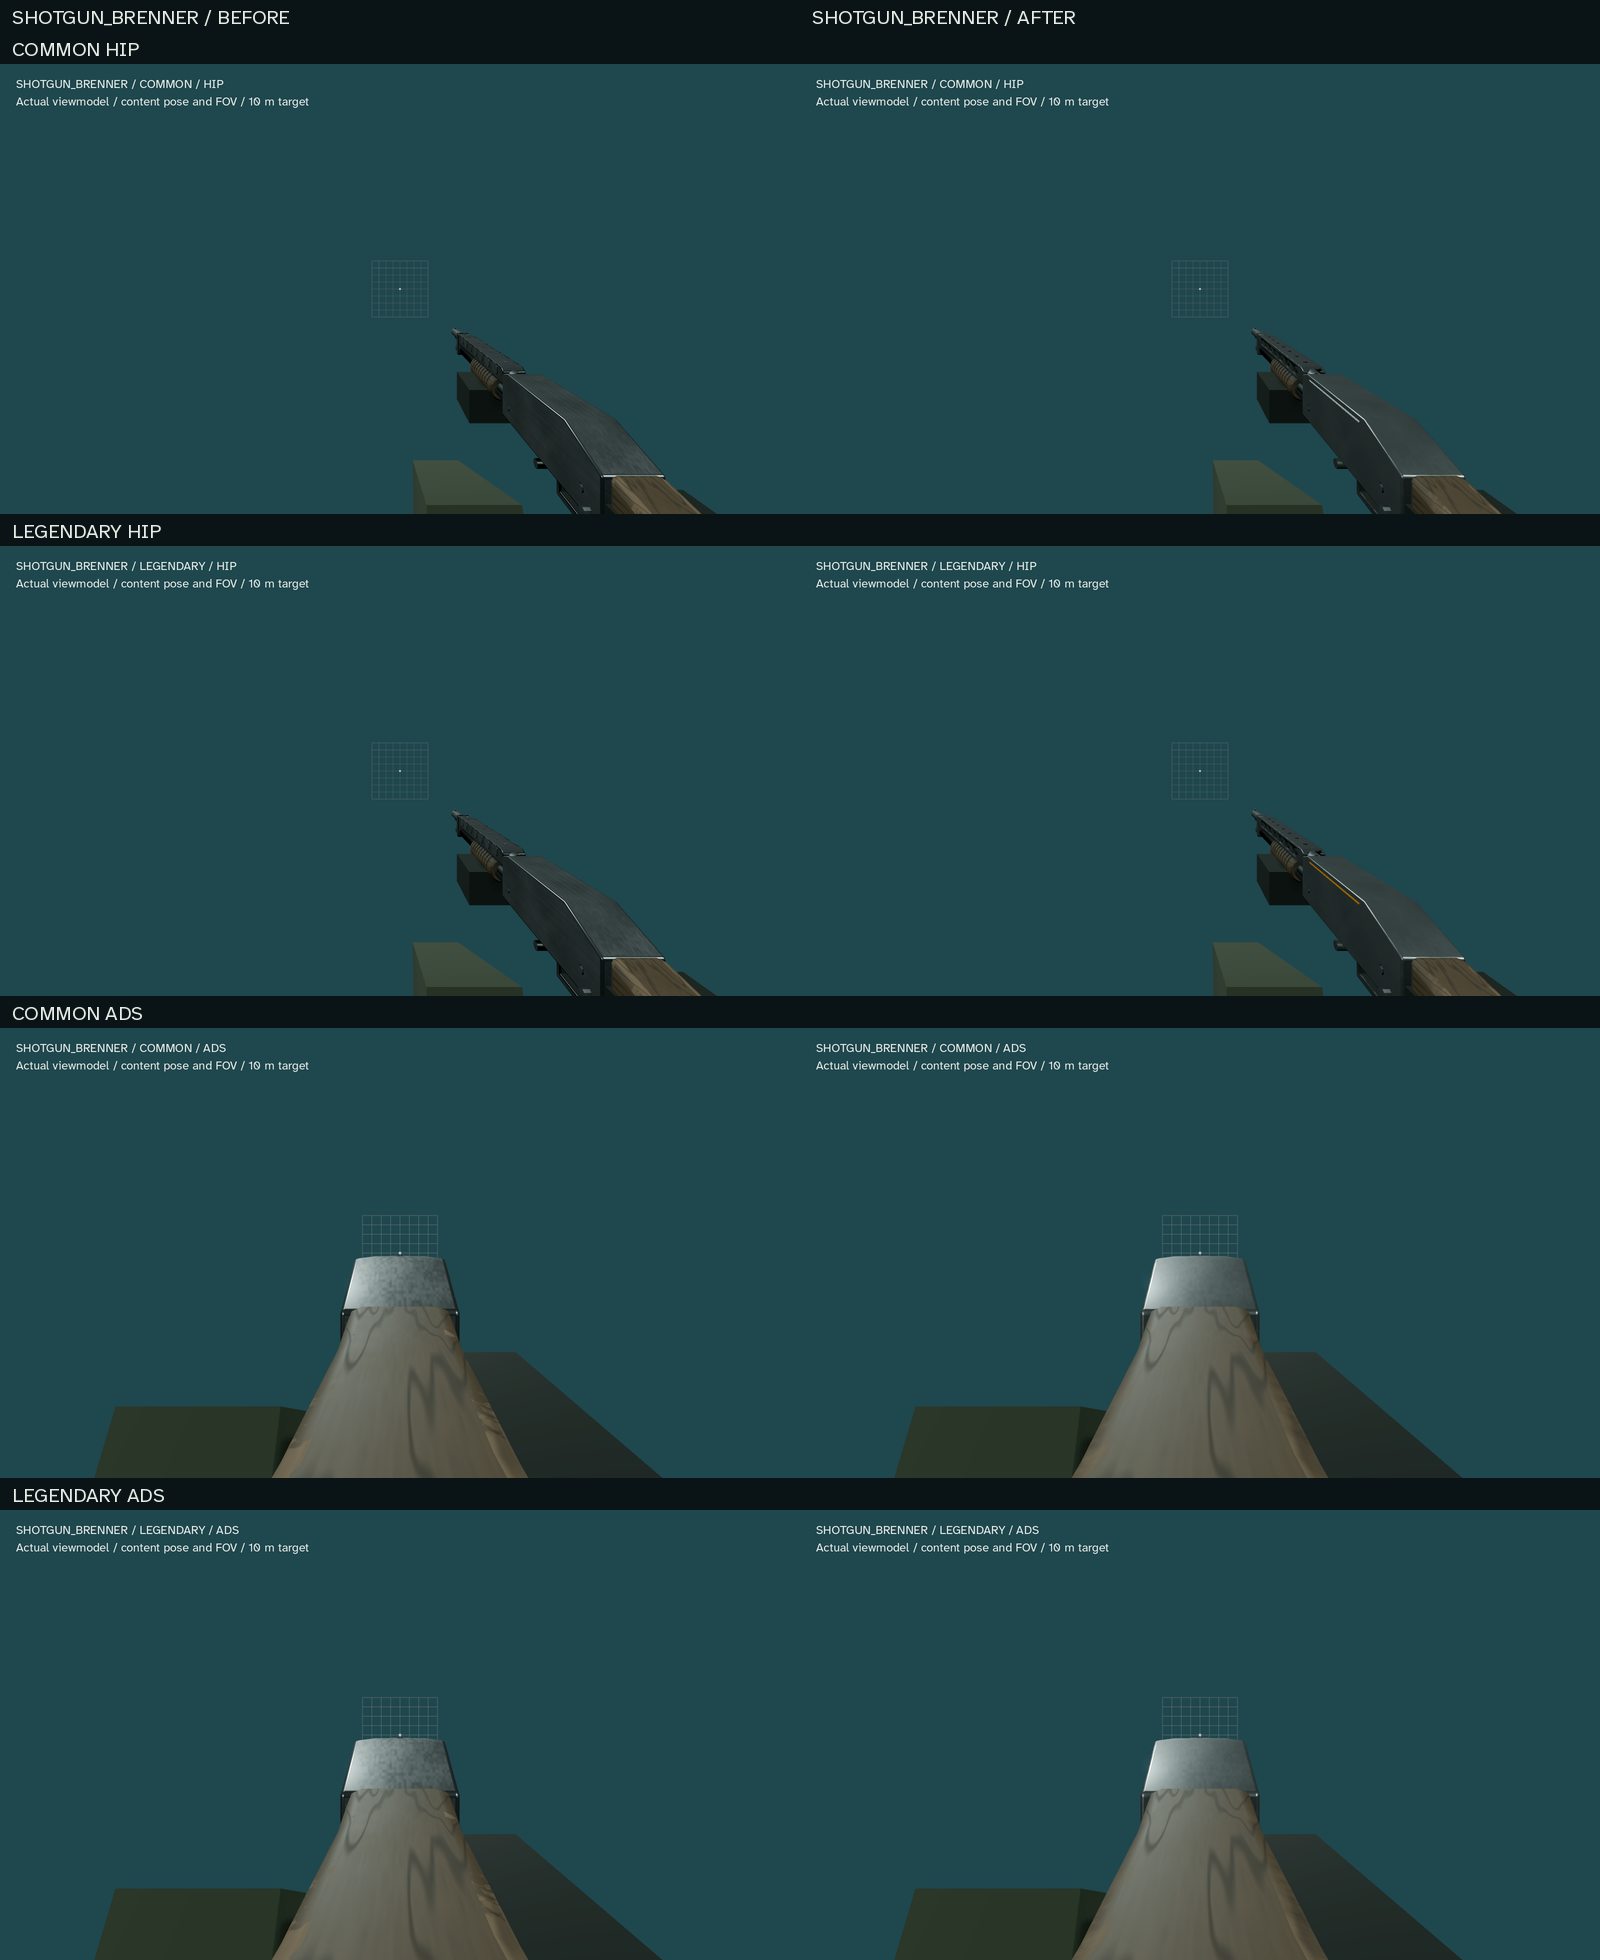 SHOTGUN_BRENNER / BEFORE
SHOTGUN_BRENNER / AFTER
COMMON HIP
SHOTGUN_BRENNER / COMMON / HIP
Actual viewmodel / content pose and FOV / 10 m target
SHOTGUN_BRENNER / COMMON / HIP
Actual viewmodel / content pose and FOV / 10 m target
LEGENDARY HIP
SHOTGUN_BRENNER / LEGENDARY / HIP
Actual viewmodel / content pose and FOV / 10 m target
SHOTGUN_BRENNER / LEGENDARY / HIP
Actual viewmodel / content pose and FOV / 10 m target
COMMON ADS
SHOTGUN_BRENNER / COMMON / ADS
Actual viewmodel / content pose and FOV / 10 m target
SHOTGUN_BRENNER / COMMON / ADS
Actual viewmodel / content pose and FOV / 10 m target
LEGENDARY ADS
SHOTGUN_BRENNER / LEGENDARY / ADS
Actual viewmodel / content pose and FOV / 10 m target
SHOTGUN_BRENNER / LEGENDARY / ADS
Actual viewmodel / content pose and FOV / 10 m target